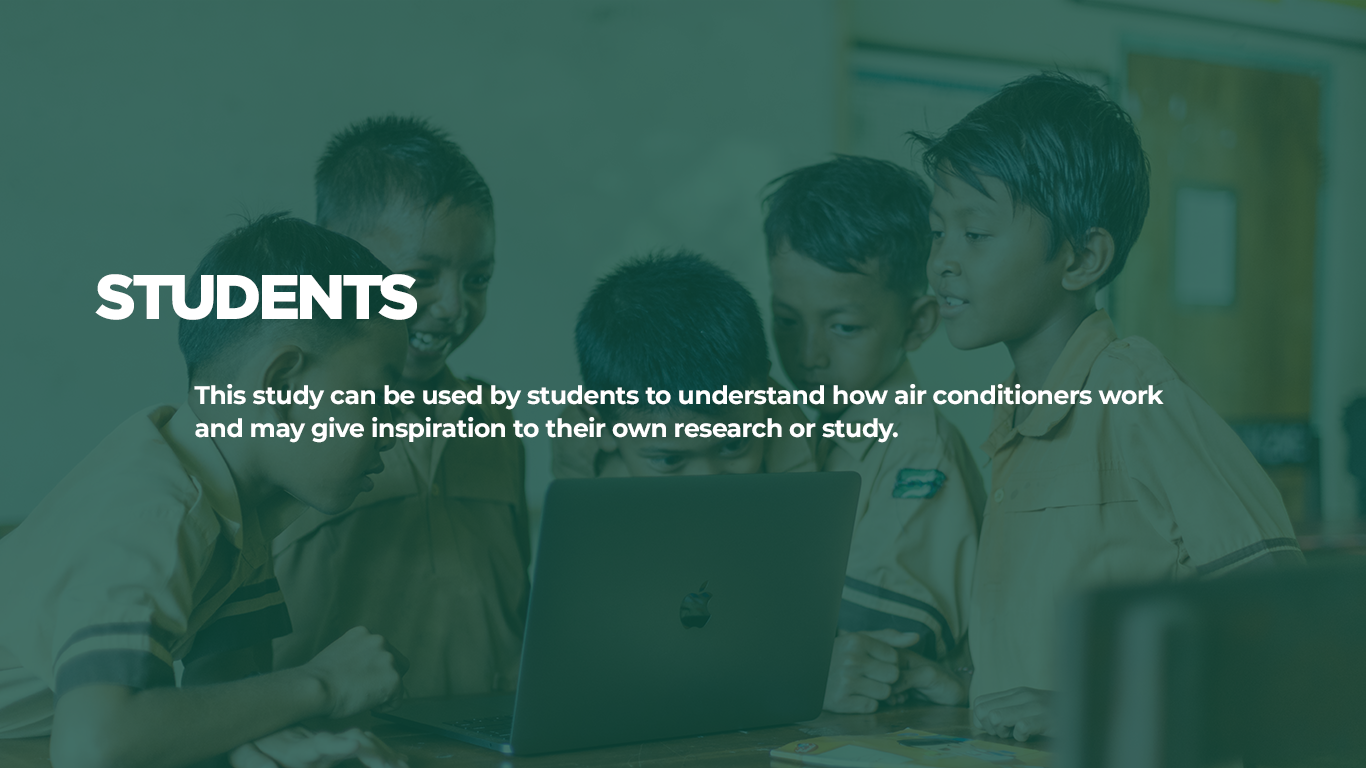 STUDENTS
This study can be used by students to understand how air conditioners work
and may give inspiration to their own research or study.